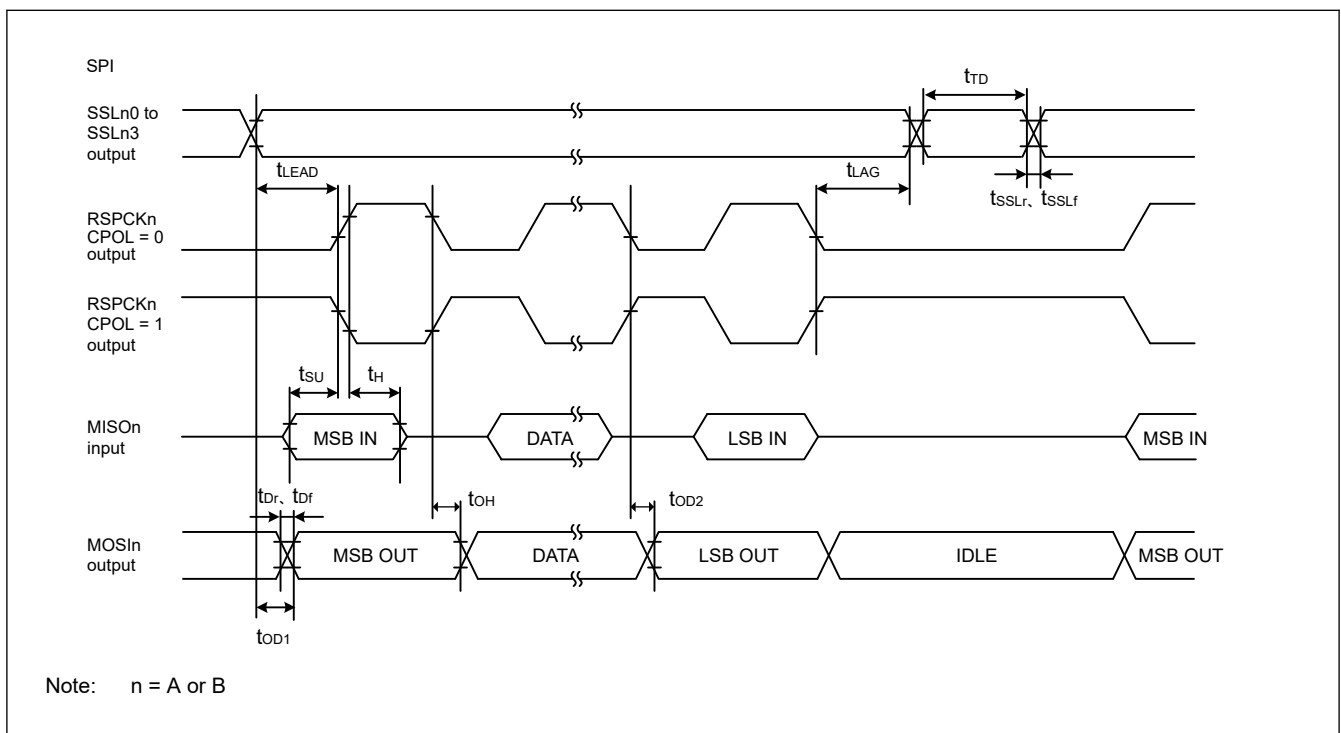 SPI
tTD
SSLn0 to
SSLn3
output
tLEAD
tLAG
tSSLr、tSSLf
RSPCKn
CPOL = 0
output
RSPCKn
CPOL = 1
output
tSU
tH
MISOn
input
MSB IN
DATA
LSB IN
MSB IN
tDr、tDf
tOH
tOD2
MOSIn
output
MSB OUT
DATA
LSB OUT
IDLE
MSB OUT
tOD1
Note: n = A or B